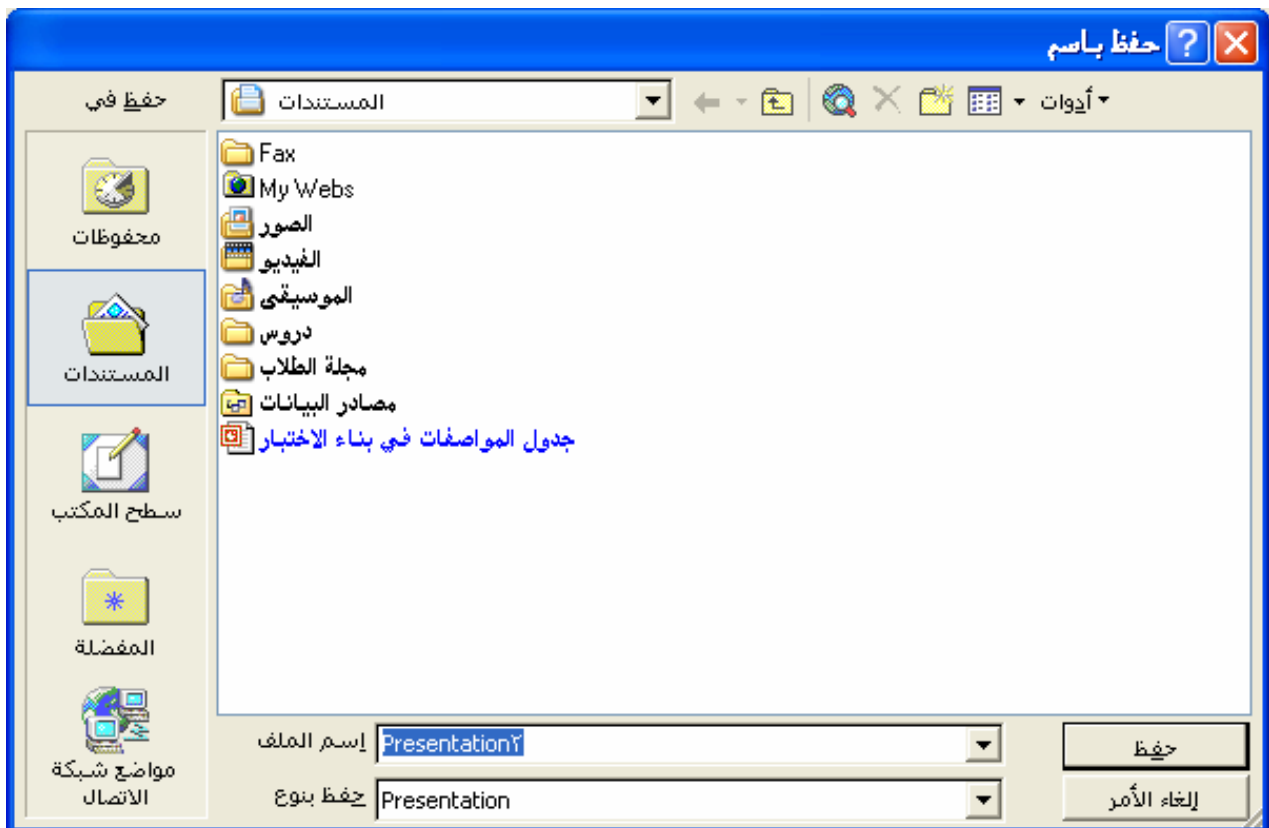 حفظ باسم
حفظ في
المستندات
أدوات
محفوظات
المستندات
سطح المكتب
المفضلة
مواضع شبكة
الاتصال
Fax
My Webs
الصور
الفيديو
الموسيقى
دروس
مجلة الطلاب
مصادر البيانات
جدول المواصفات في بناء الاختبار
إسم الملف
Presentation٢
حفظ
حفظ بنوع
Presentation
إلغاء الأمر